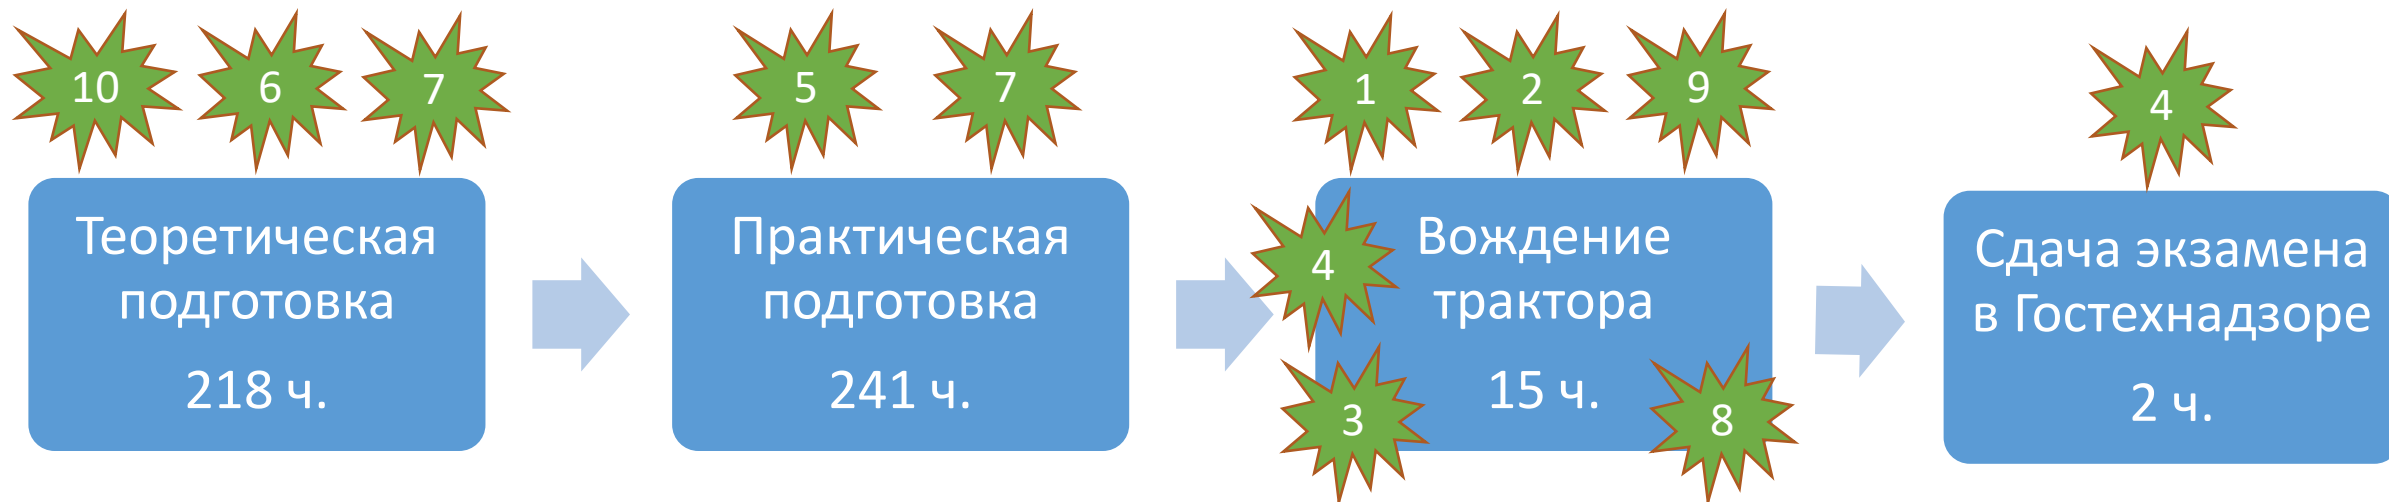 10
6
7
5
7
1
2
9
4
Теоретическая
подготовка
218 ч.
Практическая
подготовка
241 ч.
4
Вождение
трактора
15 ч.
3
8
Сдача экзамена
в Гостехнадзоре
2 ч.